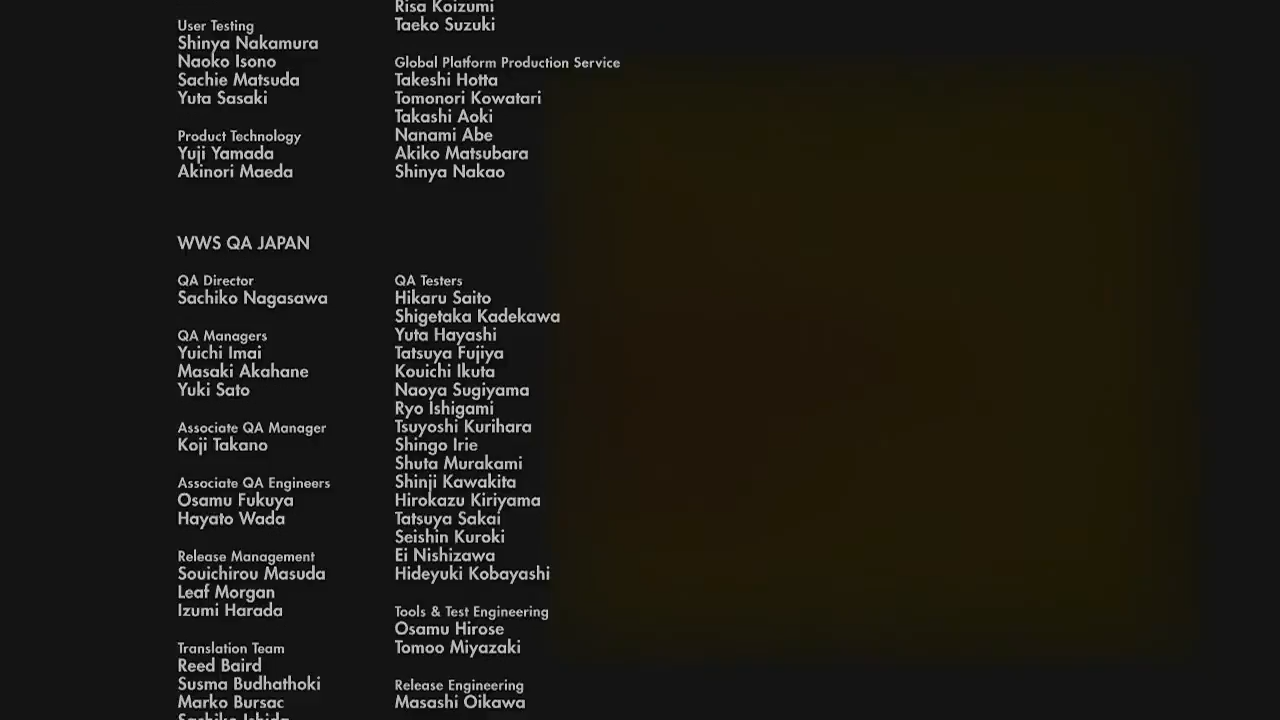 User Testing
Shinya Nakamura
Naoko Isono
Sachie Matsuda
Yuta Sasaki
Product Technology
Yuji Yamada
Akinori Maeda
Risa Koizumi
Taeko Suzuki
Global Platform Production Service
Takeshi Hotta
Tomonori Kowatari
Takashi Aoki
Nanami Abe
Akiko Matsubara
Shinya Nakao
WWS QA JAPAN
QA Director
Sachiko Nagasawa
QA Managers
Yuichi Imai
Masaki Akahane
Yuki Sato
Associate QA Manager
Koji Takano
Associate QA Engineers
Osamu Fukuya
Hayato Wada
Release Management
Souichirou Masuda
Leaf Morgan
Izumi Harada
Translation Team
Reed Baird
Susma Budhathoki
Marko Bursac
Sachiko Ishida
QA Testers
Hikaru Saito
Shigetaka Kadekawa
Yuta Hayashi
Tatsuya Fujiya
Kouichi Ikuta
Naoya Sugiyama
Ryo Ishigami
Tsuyoshi Kurihara
Shingo Irie
Shuta Murakami
Shinji Kawakita
Hirokazu Kiriyama
Tatsuya Sakai
Seishin Kuroki
Ei Nishizawa
Hideyuki Kobayashi
Tools & Test Engineering
Osamu Hirose
Tomoo Miyazaki
Release Engineering
Masashi Oikawa